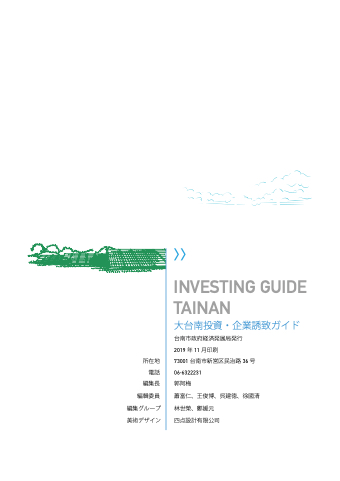 INVESTING GUIDE
TAINAN
大台南投資・企業誘致ガイド
台南市政府経済発展局発行
2019 年 11 月印刷
所在地 73001 台南市新営区民治路 36 号
電話 06-6322231
編集長 郭阿梅
編輯委員 蕭富仁、王俊博、吳建德、徐國清
編集グループ 林世榮、鄭媛元
美術デザイン 四点設計有限公司